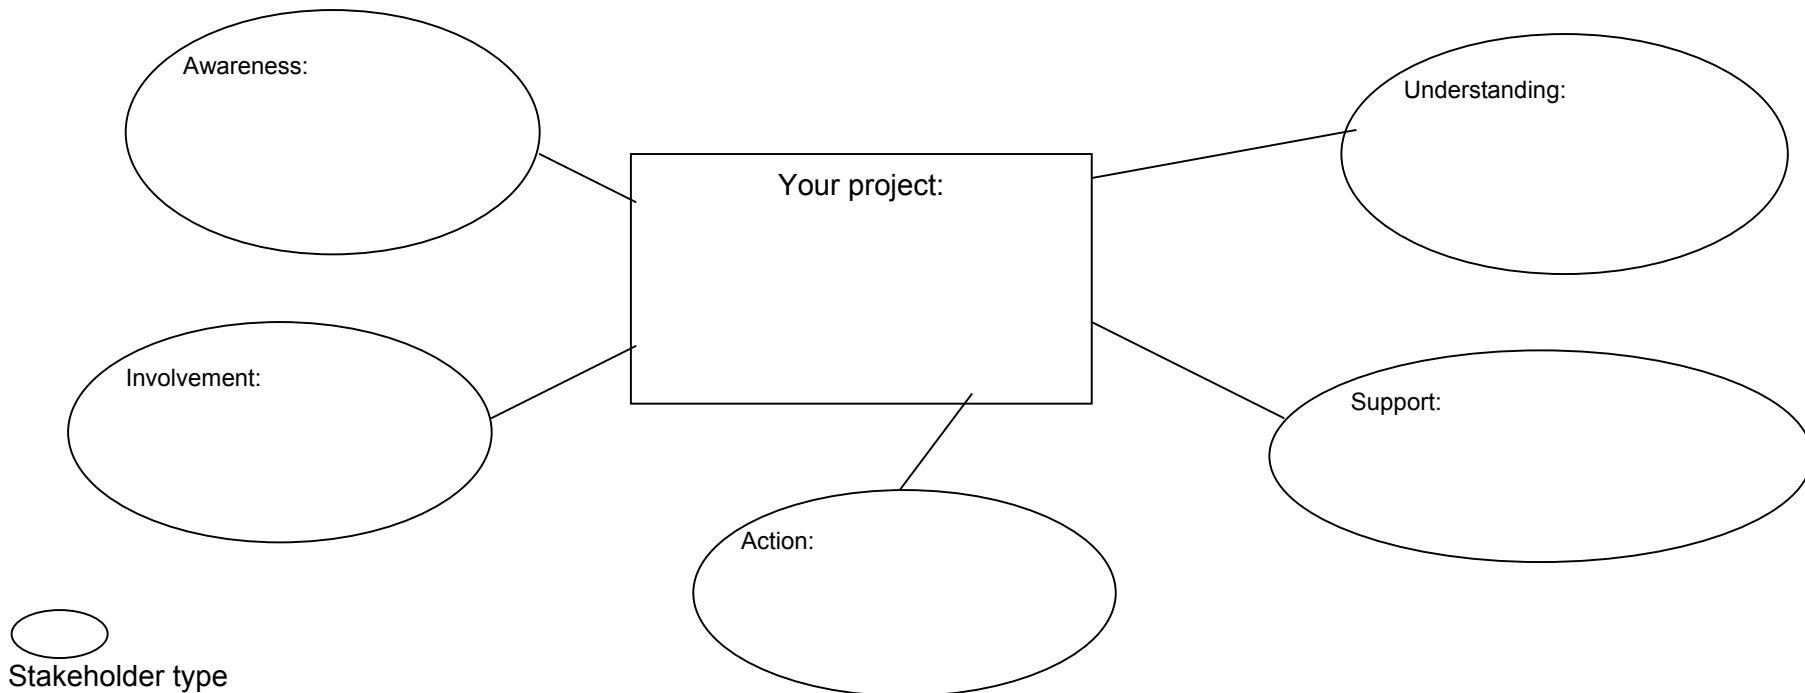 Awareness:
Understanding:
Your project:
Involvement:
Support:
Action:
Stakeholder type